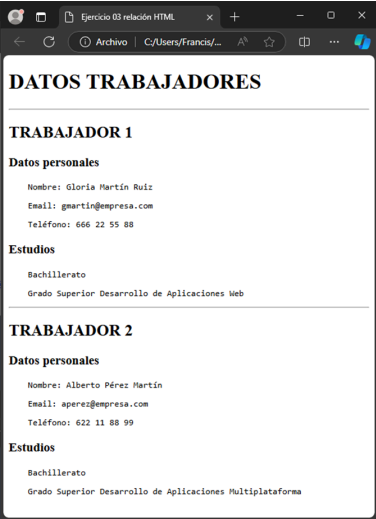 Ejercicio 03 relación HTML
Archivo C:/Users/Francis/...
DATOS TRABAJADORES
TRABAJADOR 1
Datos personales
Nombre: Gloria Martín Ruiz
Email: gmartin@empresa.com
Teléfono: 666 22 55 88
Estudios
Bachillerato
Grado Superior Desarrollo de Aplicaciones Web
TRABAJADOR 2
Datos personales
Nombre: Alberto Pérez Martín
Email: aperez@empresa.com
Teléfono: 622 11 88 99
Estudios
Bachillerato
Grado Superior Desarrollo de Aplicaciones Multiplataforma